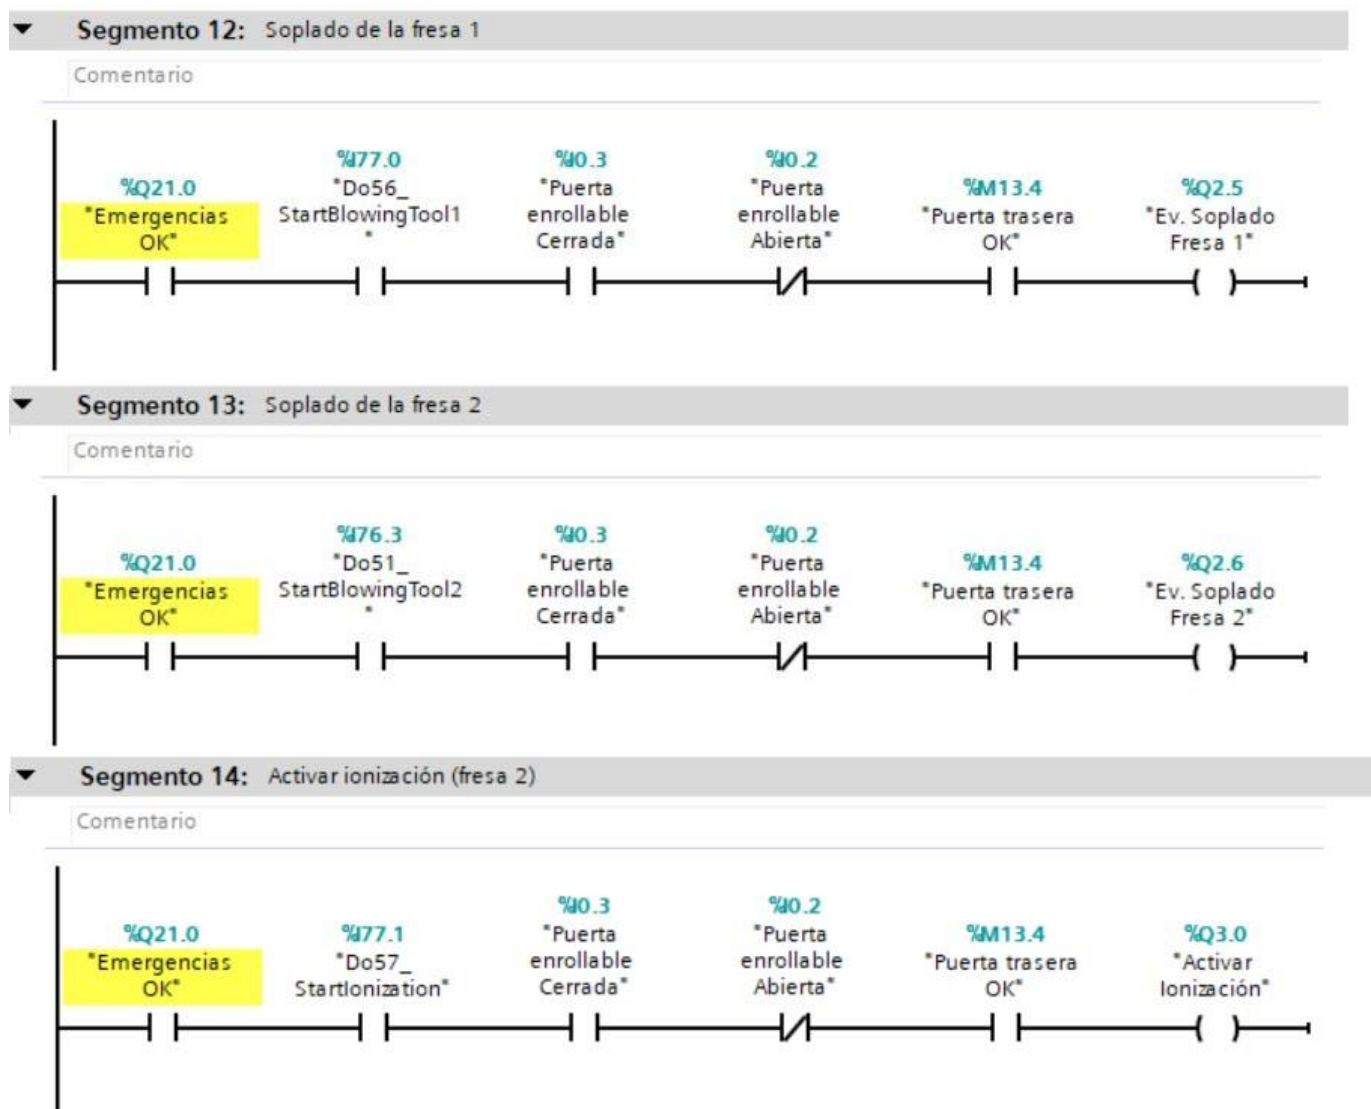 Segmento 12: Soplado de la fresa 1
Comentario
%Q21.0
"Emergencias
OK"
%I77.0
"Do56_
StartBlowingTool1
"
%I0.3
"Puerta
enrollable
Cerrada"
%I0.2
"Puerta
enrollable
Abierta"
%M13.4
"Puerta trasera
OK"
%Q2.5
"Ev. Soplado
Fresa 1"
Segmento 13: Soplado de la fresa 2
Comentario
%Q21.0
"Emergencias
OK"
%I76.3
"Do51_
StartBlowingTool2
"
%I0.3
"Puerta
enrollable
Cerrada"
%I0.2
"Puerta
enrollable
Abierta"
%M13.4
"Puerta trasera
OK"
%Q2.6
"Ev. Soplado
Fresa 2"
Segmento 14: Activar ionización (fresa 2)
Comentario
%Q21.0
"Emergencias
OK"
%I77.1
"Do57_
StartIonization"
%I0.3
"Puerta
enrollable
Cerrada"
%I0.2
"Puerta
enrollable
Abierta"
%M13.4
"Puerta trasera
OK"
%Q3.0
"Activar
Ionización"